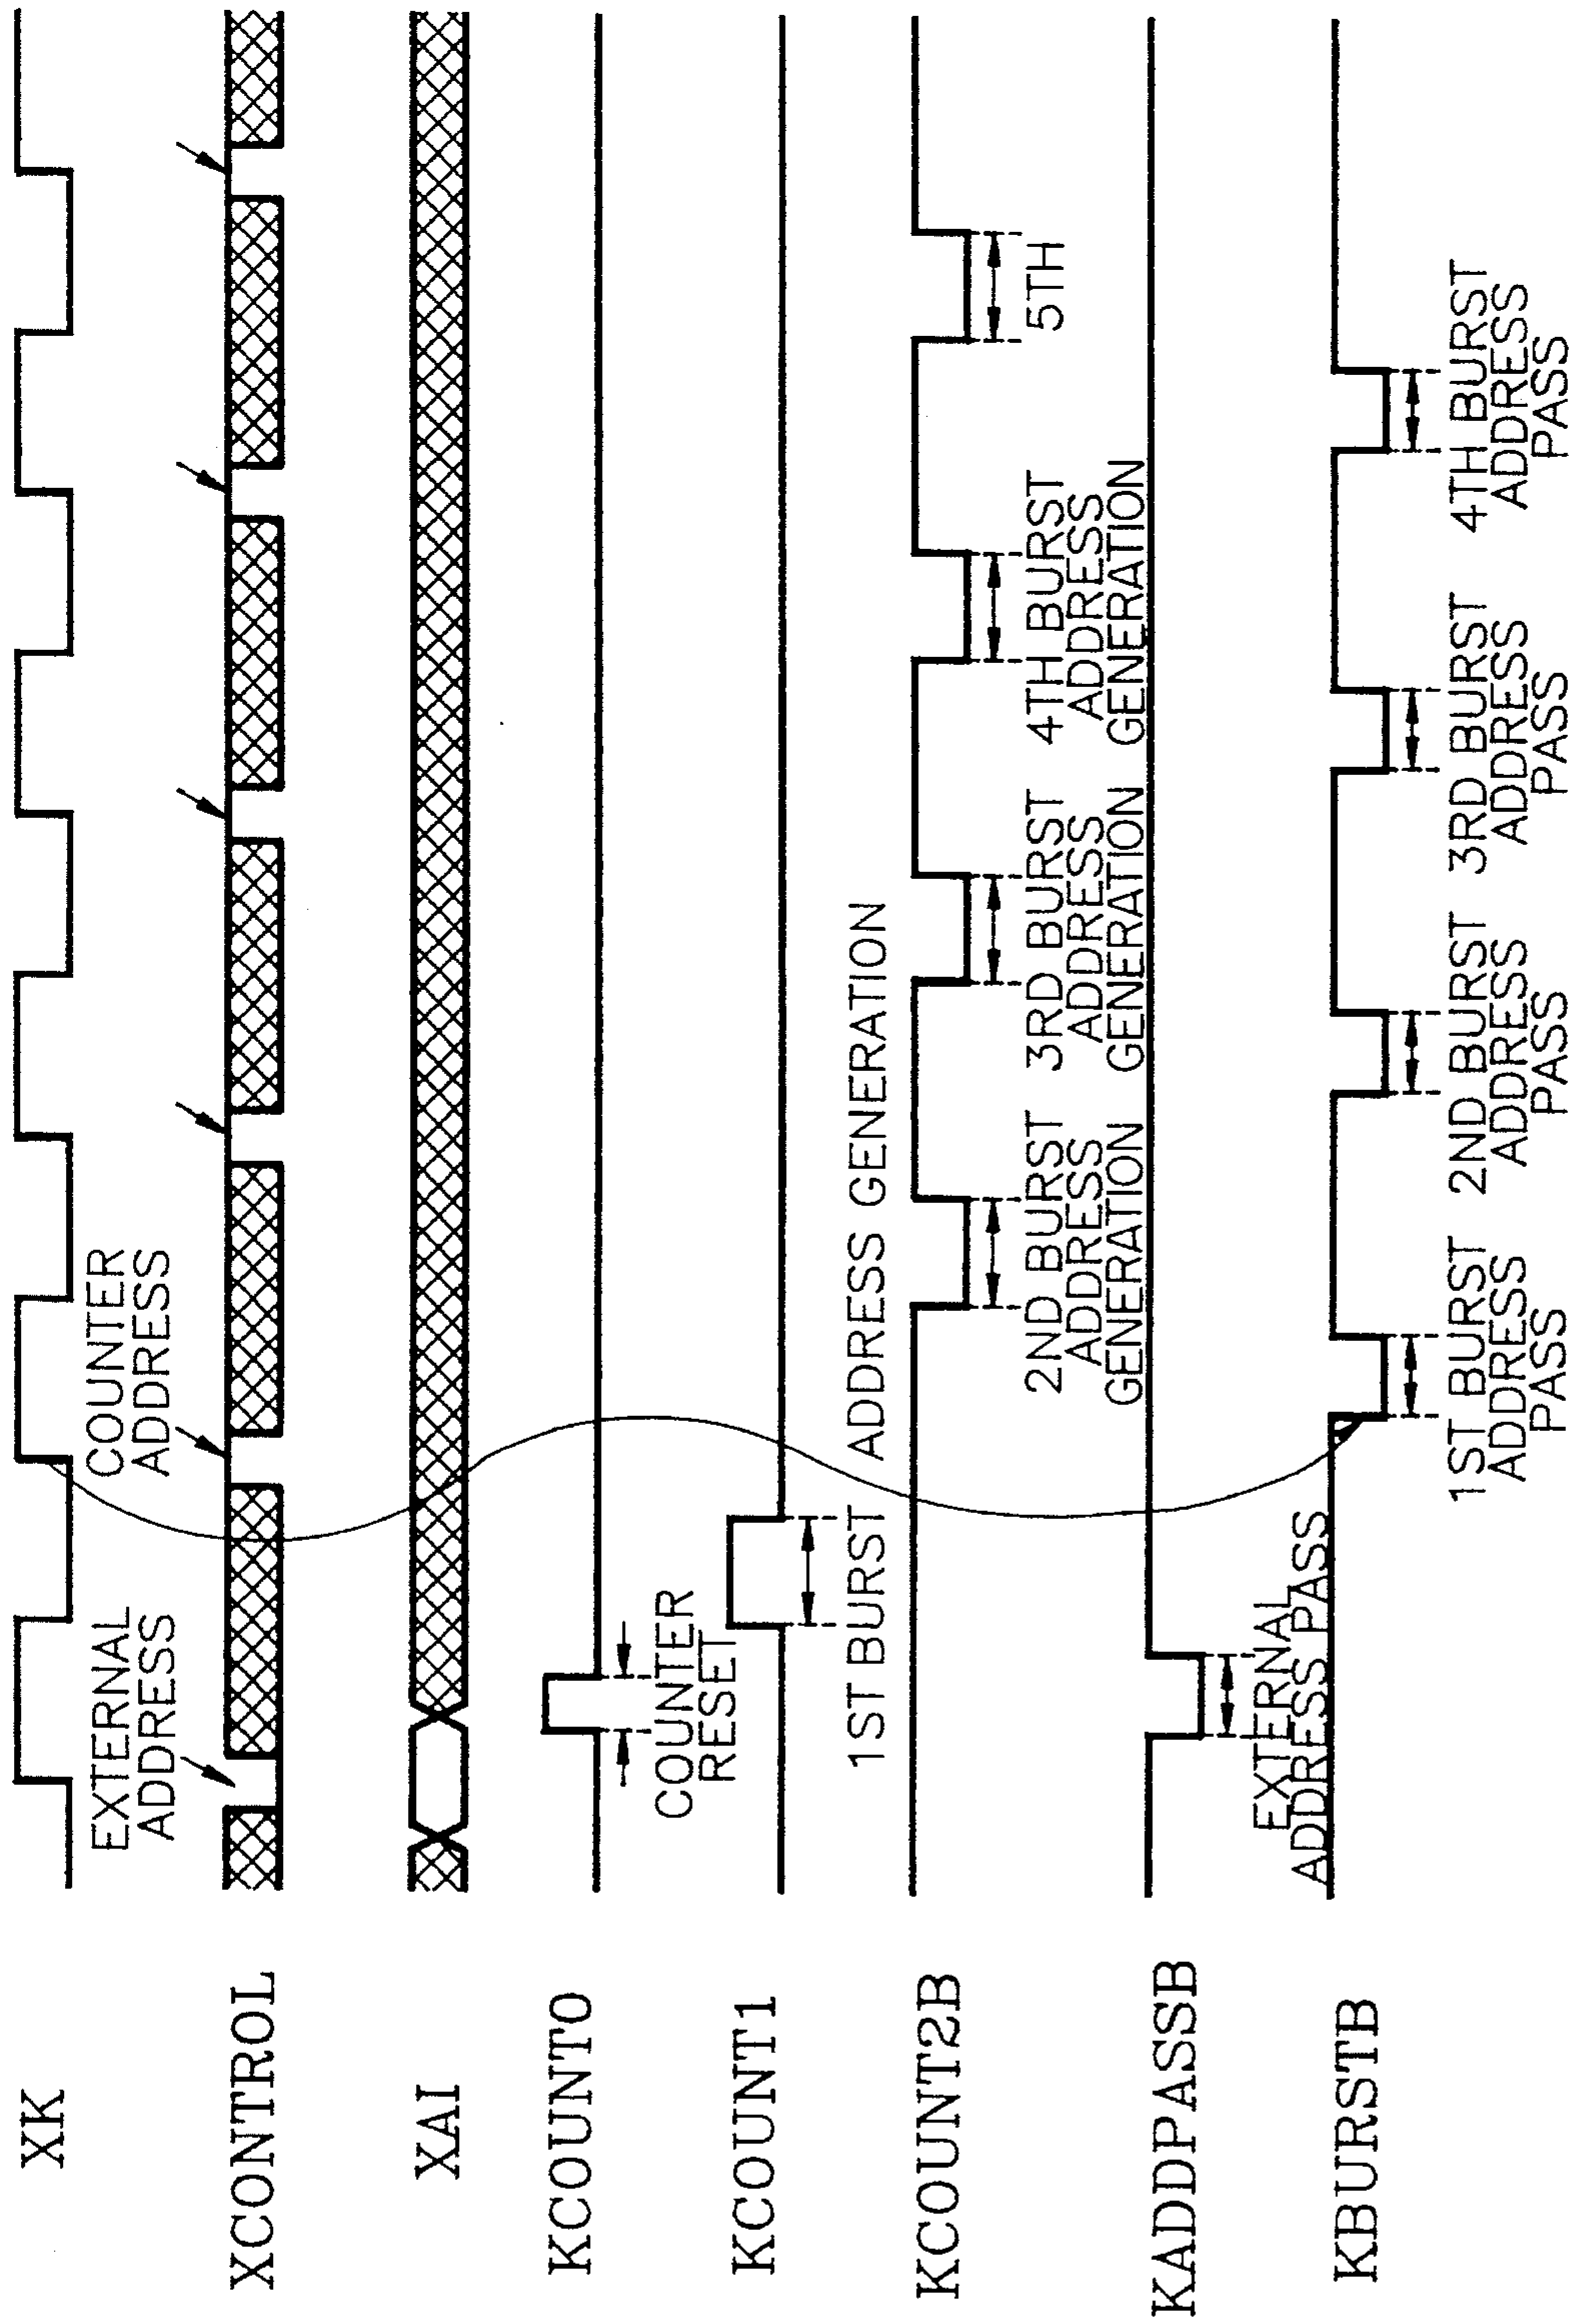 XK
EXTERNAL
ADDRESS
COUNTER
ADDRESS
XCONTROL
XAI
KCOUNT0
COUNTER
RESET
KCOUNT1
1ST BURST ADDRESS GENERATION
KCOUNT2B
2ND BURST
ADDRESS
GENERATION
3RD BURST
ADDRESS
GENERATION
4TH BURST
ADDRESS
GENERATION
5TH
KADDPASSB
EXTERNAL
ADDRESS PASS
KBURSTB
1ST BURST
ADDRESS
PASS
2ND BURST
ADDRESS
PASS
3RD BURST
ADDRESS
PASS
4TH BURST
ADDRESS
PASS